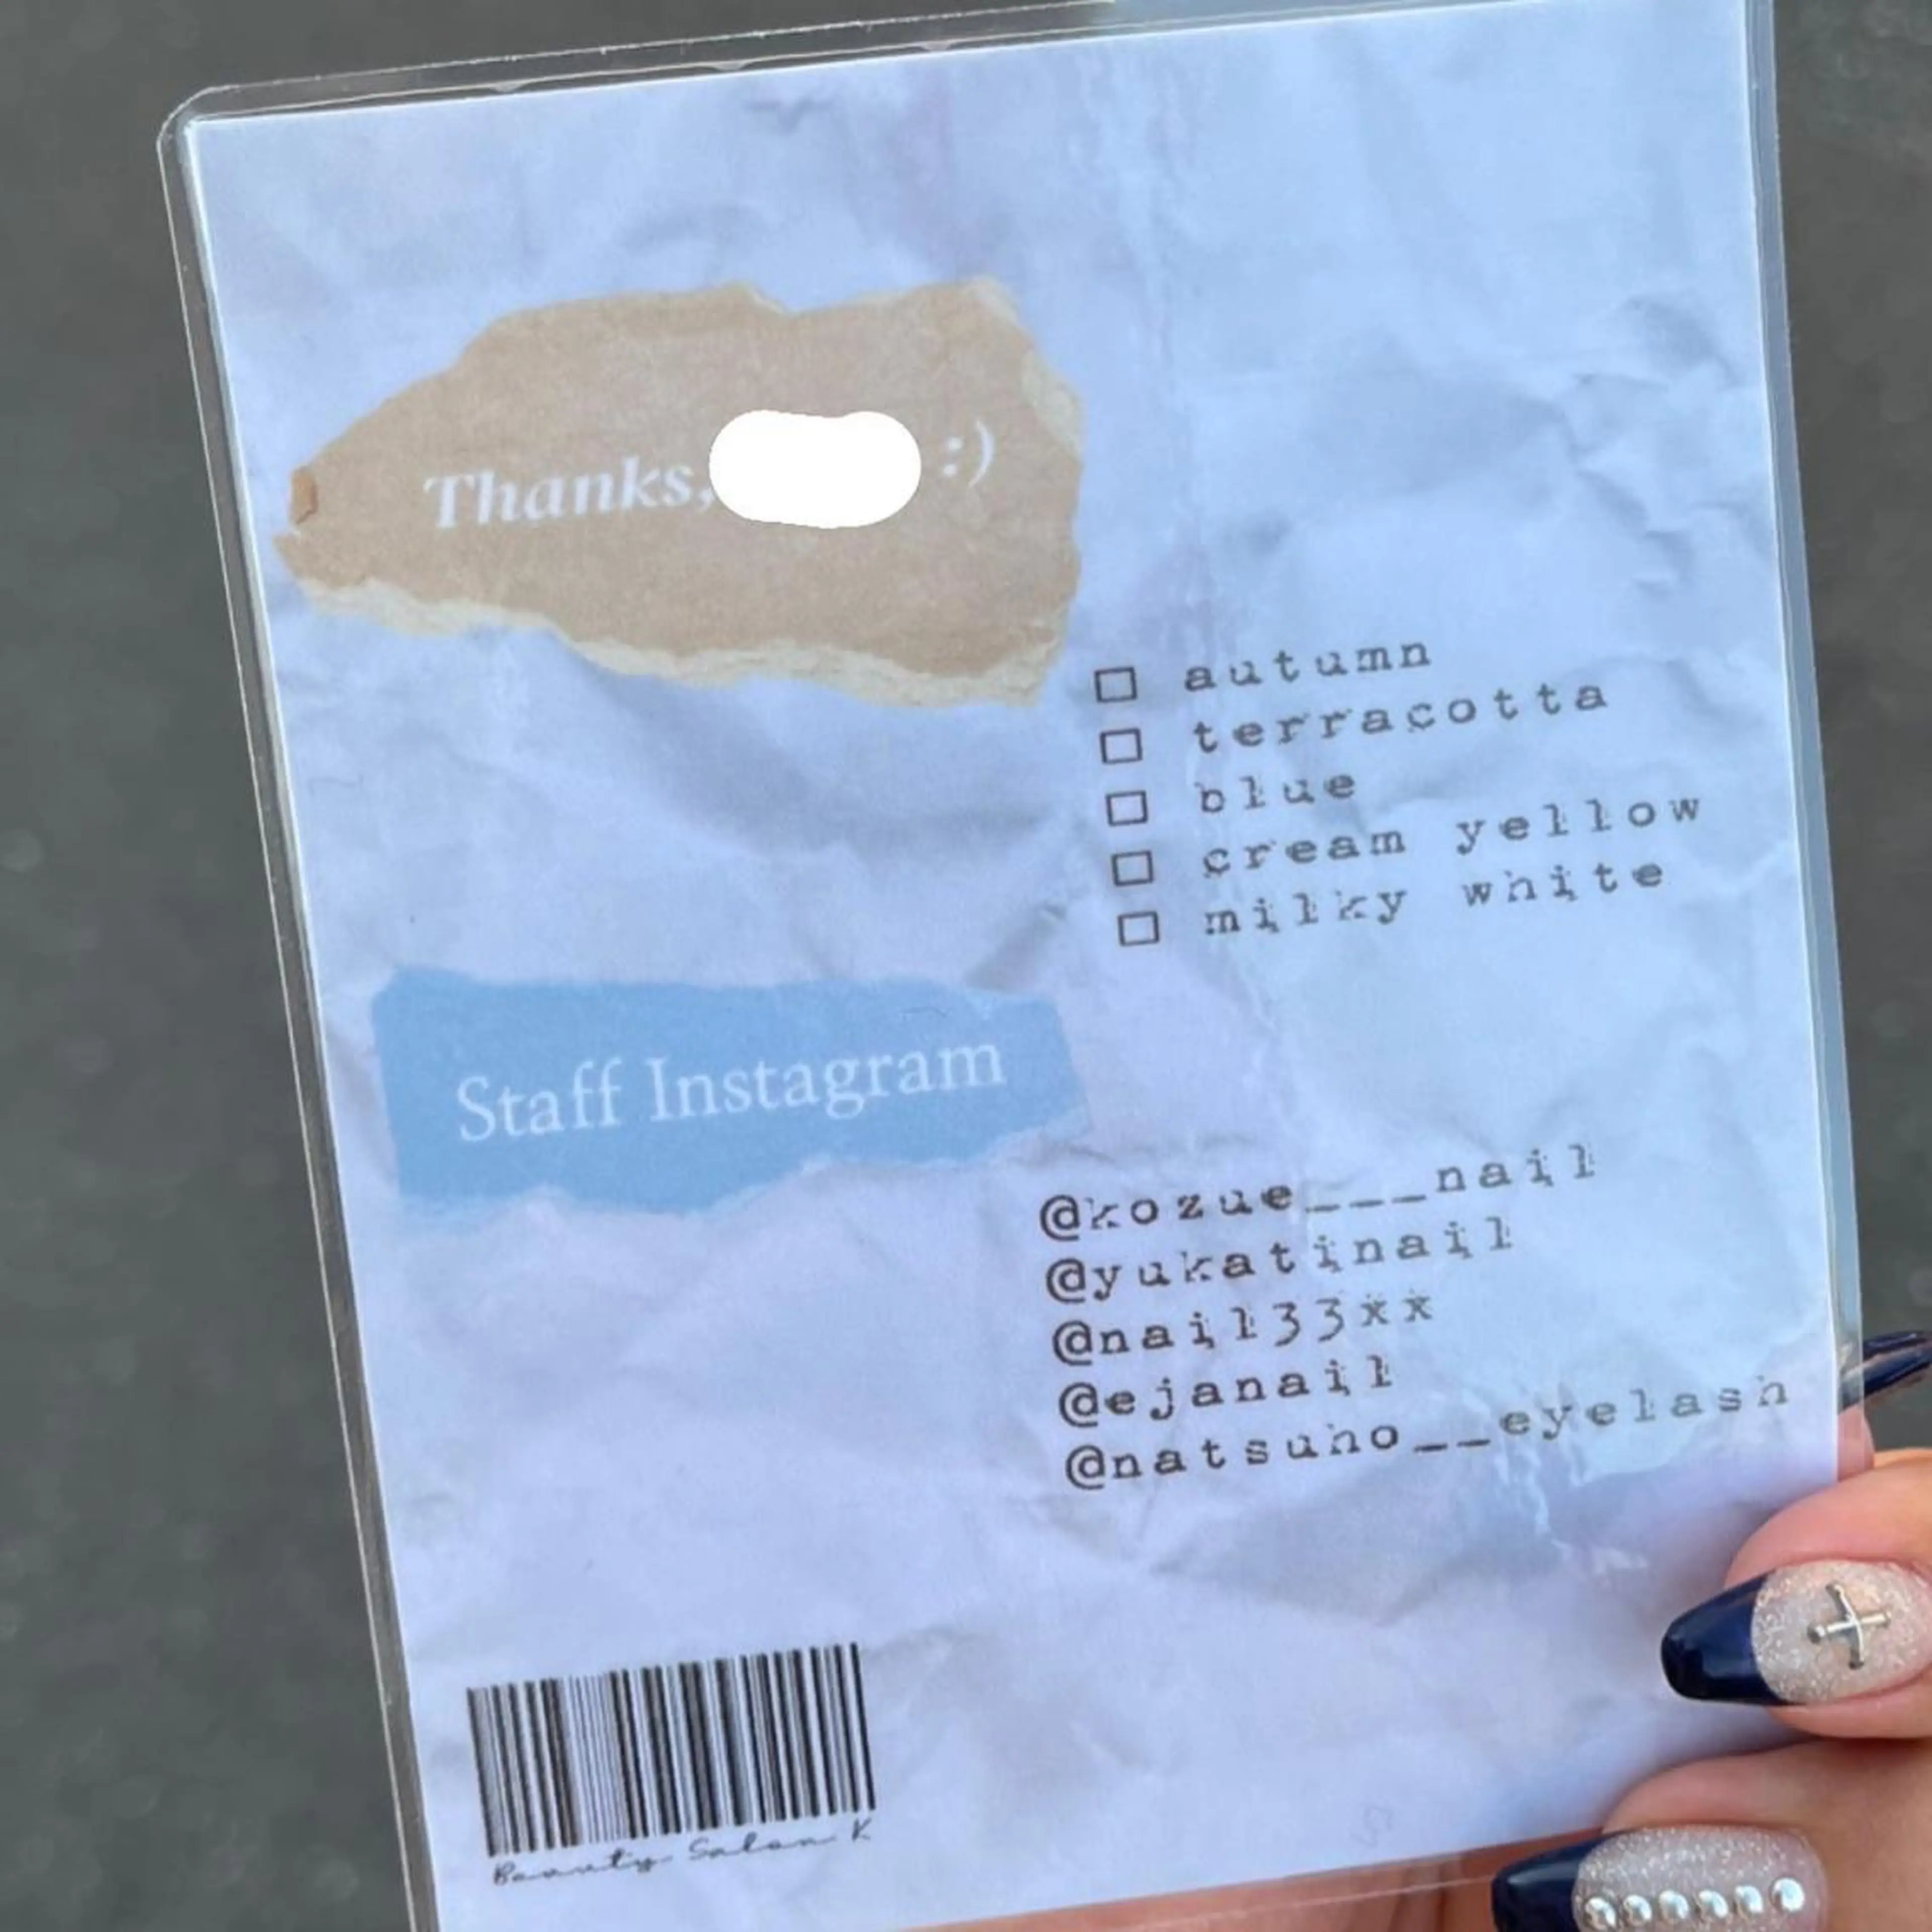 Thanks, :)
☐ autumn
☐ terracotta
☐ blue
☐ cream yellow
☐ milky white
Staff Instagram
@kozue___nail
@yukatinail
@nail33xx
@ejanail
@natsuho__eyelash
Beauty Salon K